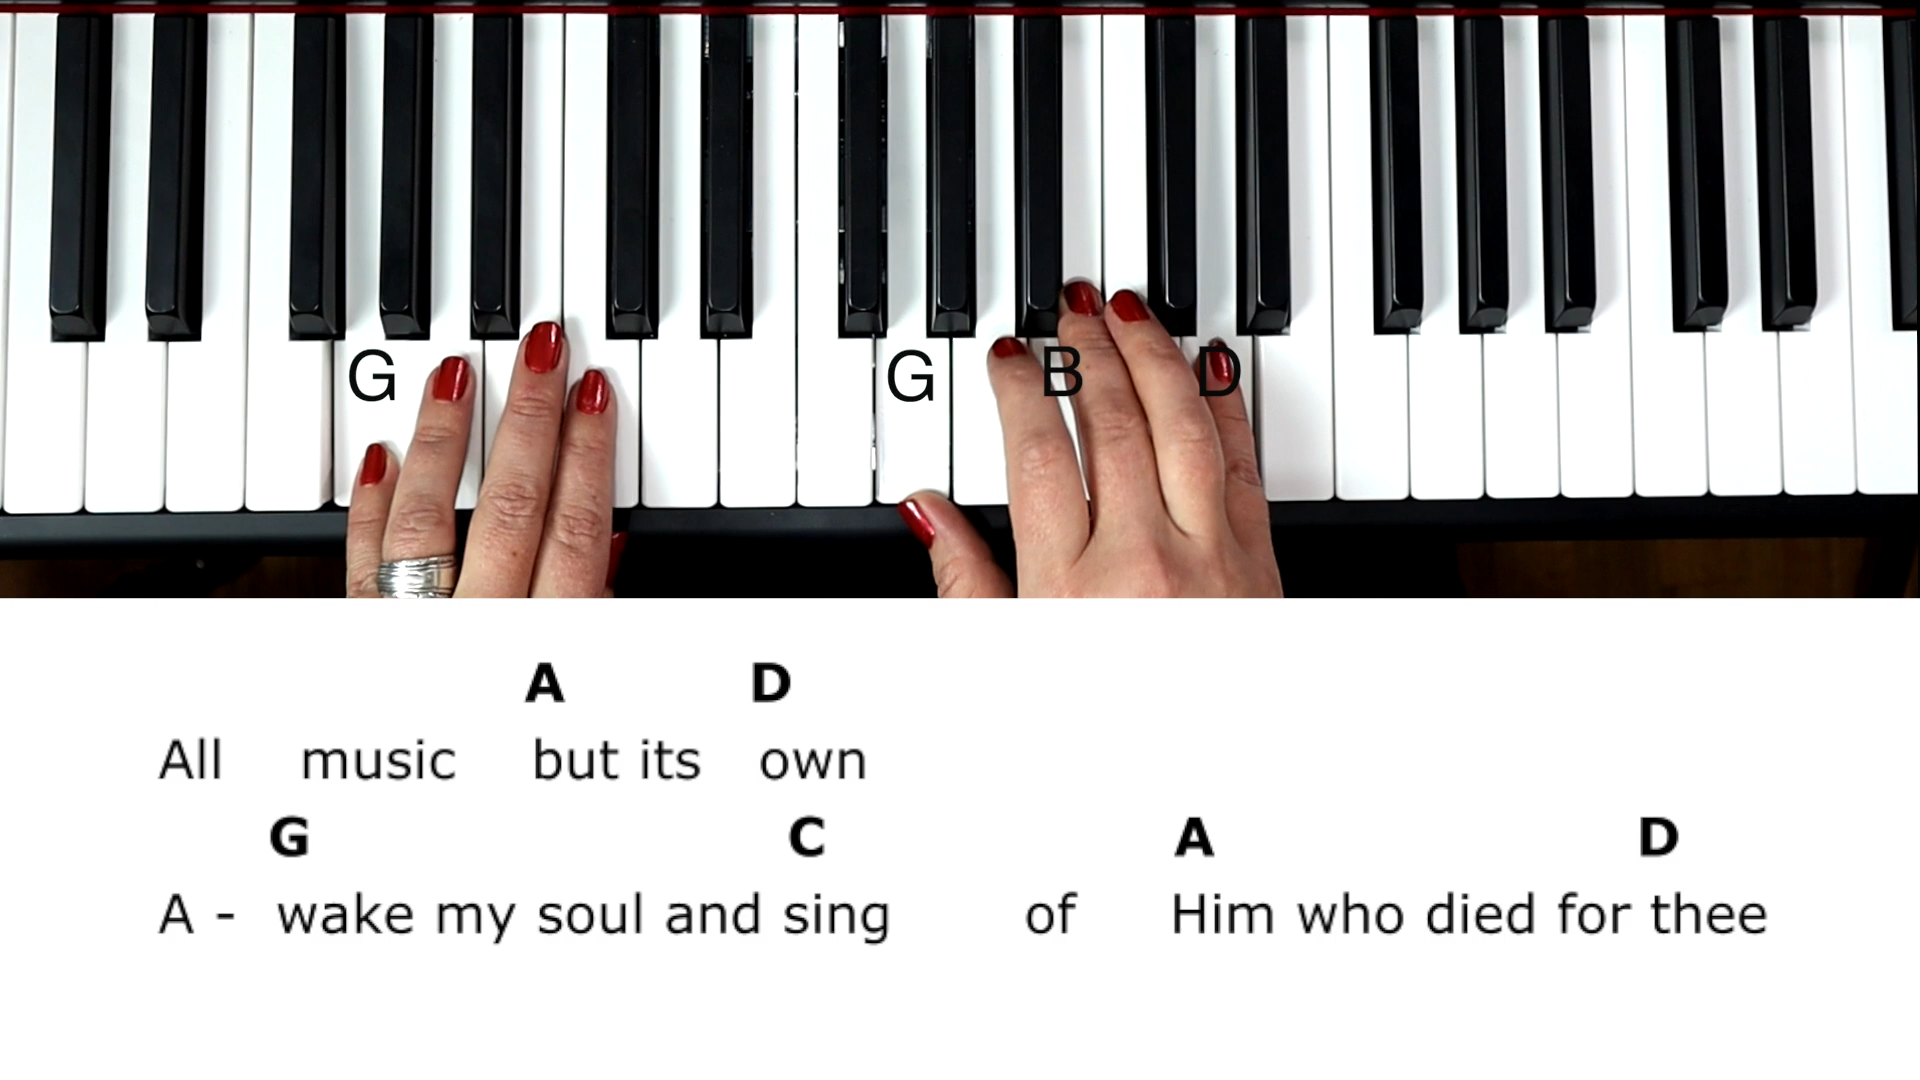 G G B D
A D
All music but its own
G C A D
A - wake my soul and sing of Him who died for thee